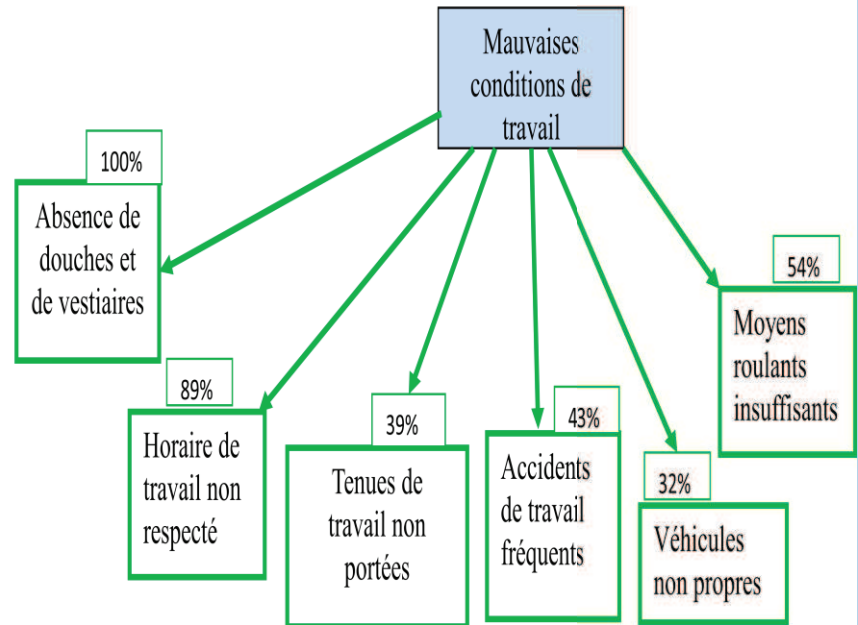 Mauvaises
conditions de
travail
100%
Absence de
douches et
de vestiaires
89%
Horaire de
travail non
respecté
39%
Tenues de
travail non
portées
43%
Accidents
de travail
fréquents
32%
Véhicules
non propres
54%
Moyens
roulants
insuffisants